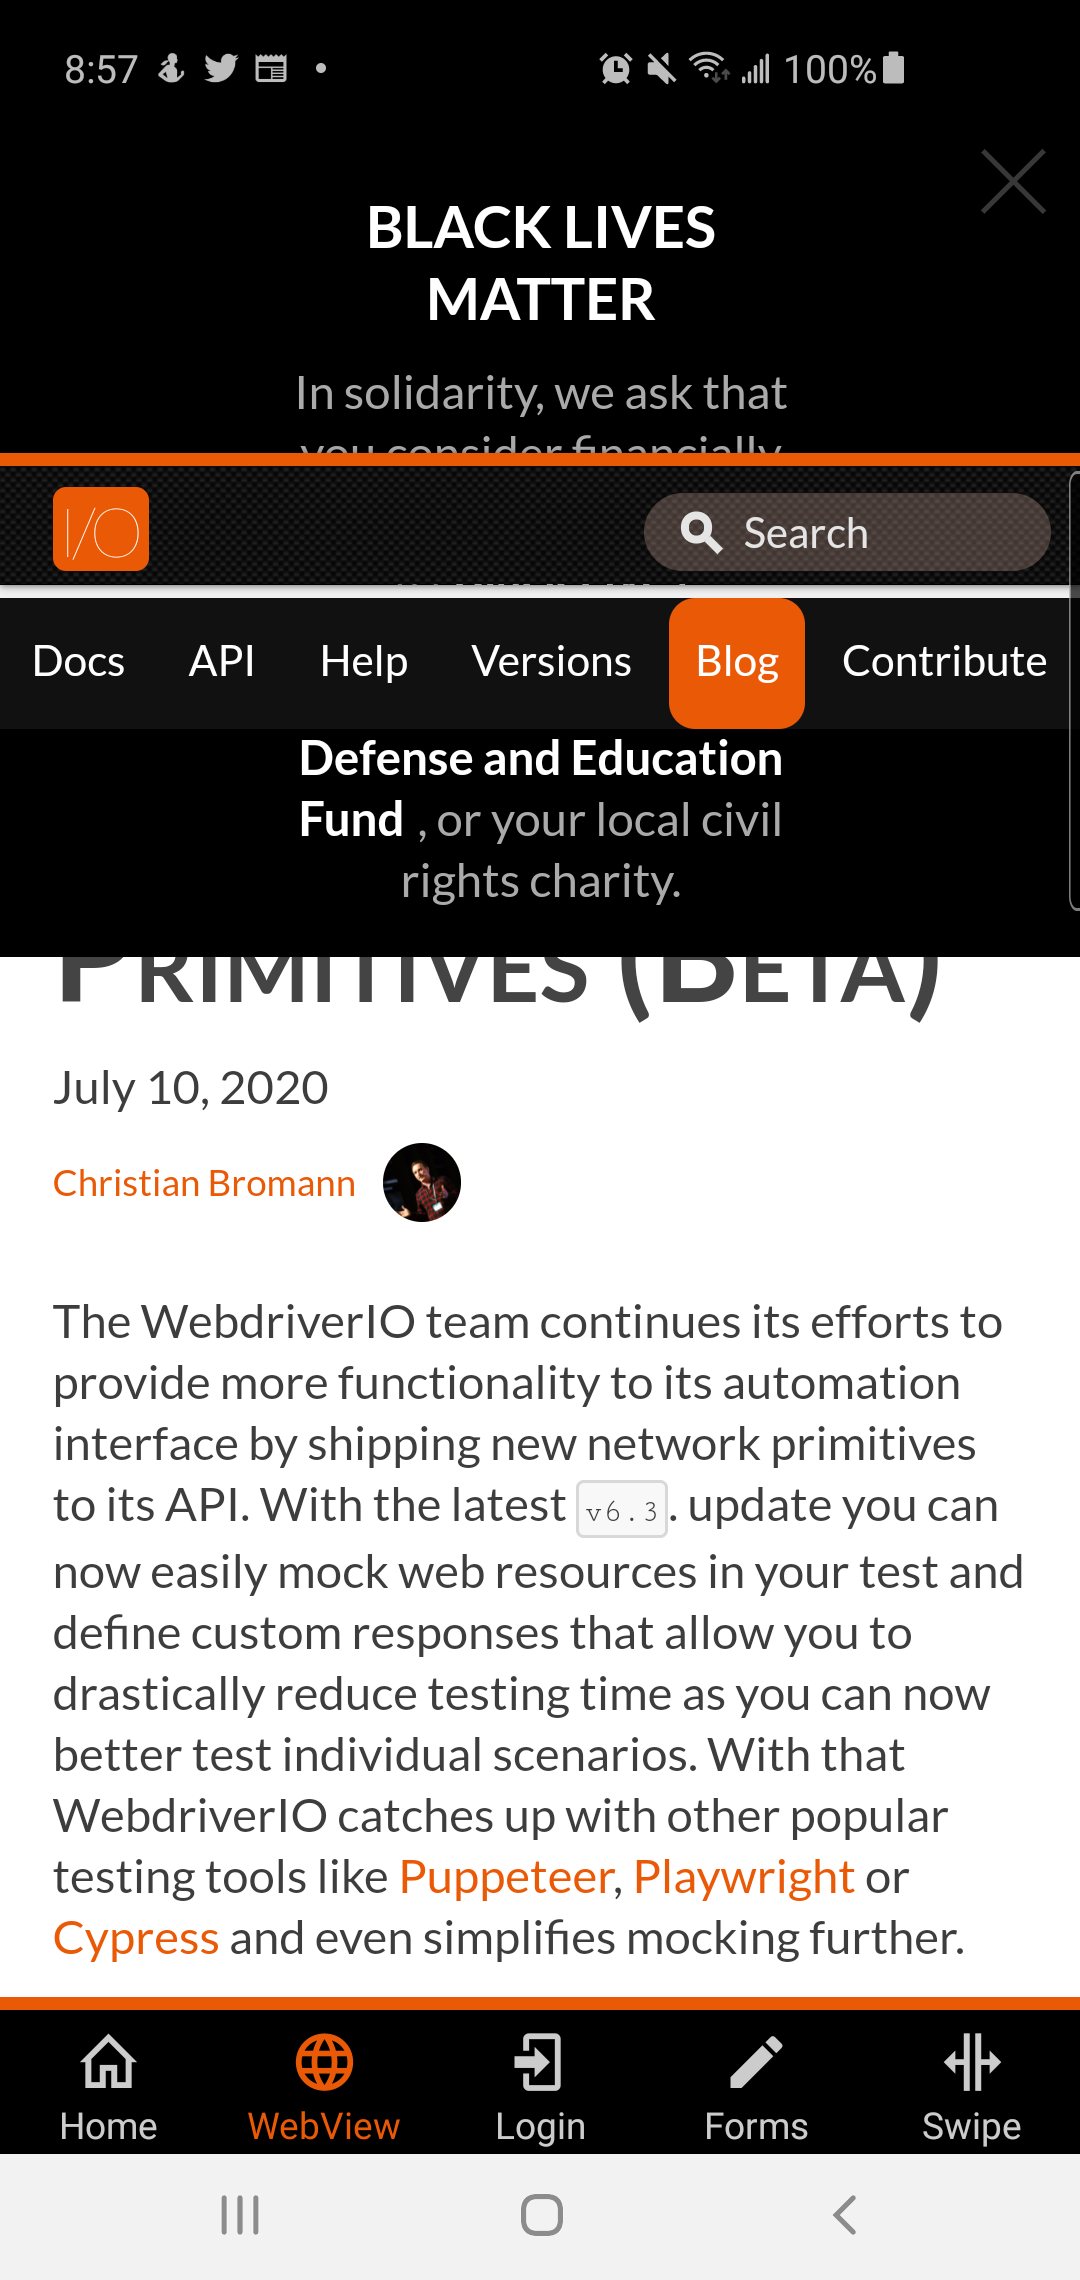 8:57
100%
BLACK LIVES
MATTER
In solidarity, we ask that
you consider financially
I/O
Search
Docs API Help Versions Blog Contribute
Defense and Education
Fund , or your local civil
rights charity.
PRIMITIVES (BETA)
July 10, 2020
Christian Bromann
The WebdriverIO team continues its efforts to
provide more functionality to its automation
interface by shipping new network primitives
to its API. With the latest v6.3. update you can
now easily mock web resources in your test and
define custom responses that allow you to
drastically reduce testing time as you can now
better test individual scenarios. With that
WebdriverIO catches up with other popular
testing tools like Puppeteer, Playwright or
Cypress and even simplifies mocking further.
Home WebView Login Forms Swipe